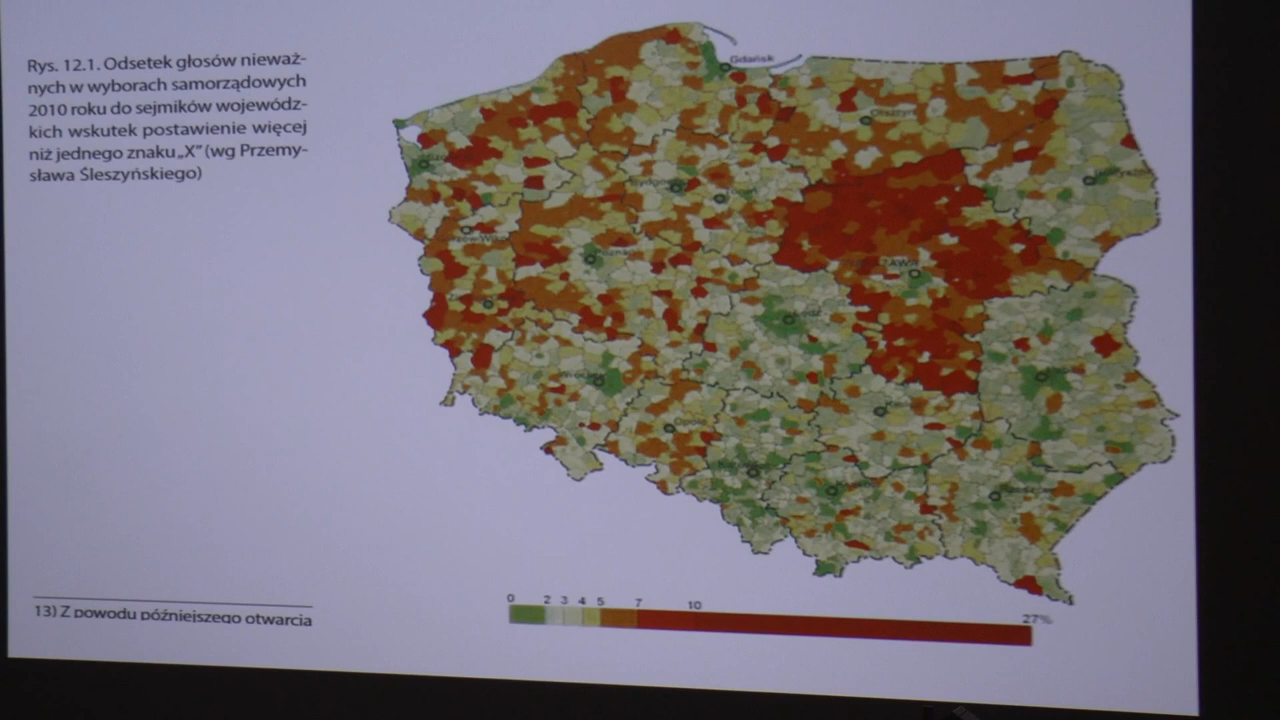 Rys. 12.1. Odsetek głosów nieważ-
nych w wyborach samorządowych
2010 roku do sejmików wojewódz-
kich wskutek postawienie więcej
niż jednego znaku „X” (wg Przemy-
sława Śleszyńskiego)
Gdańsk
Olsztyn
13) Z powodu późniejszego otwarcia
0 2 3 4 5 7 10 27%